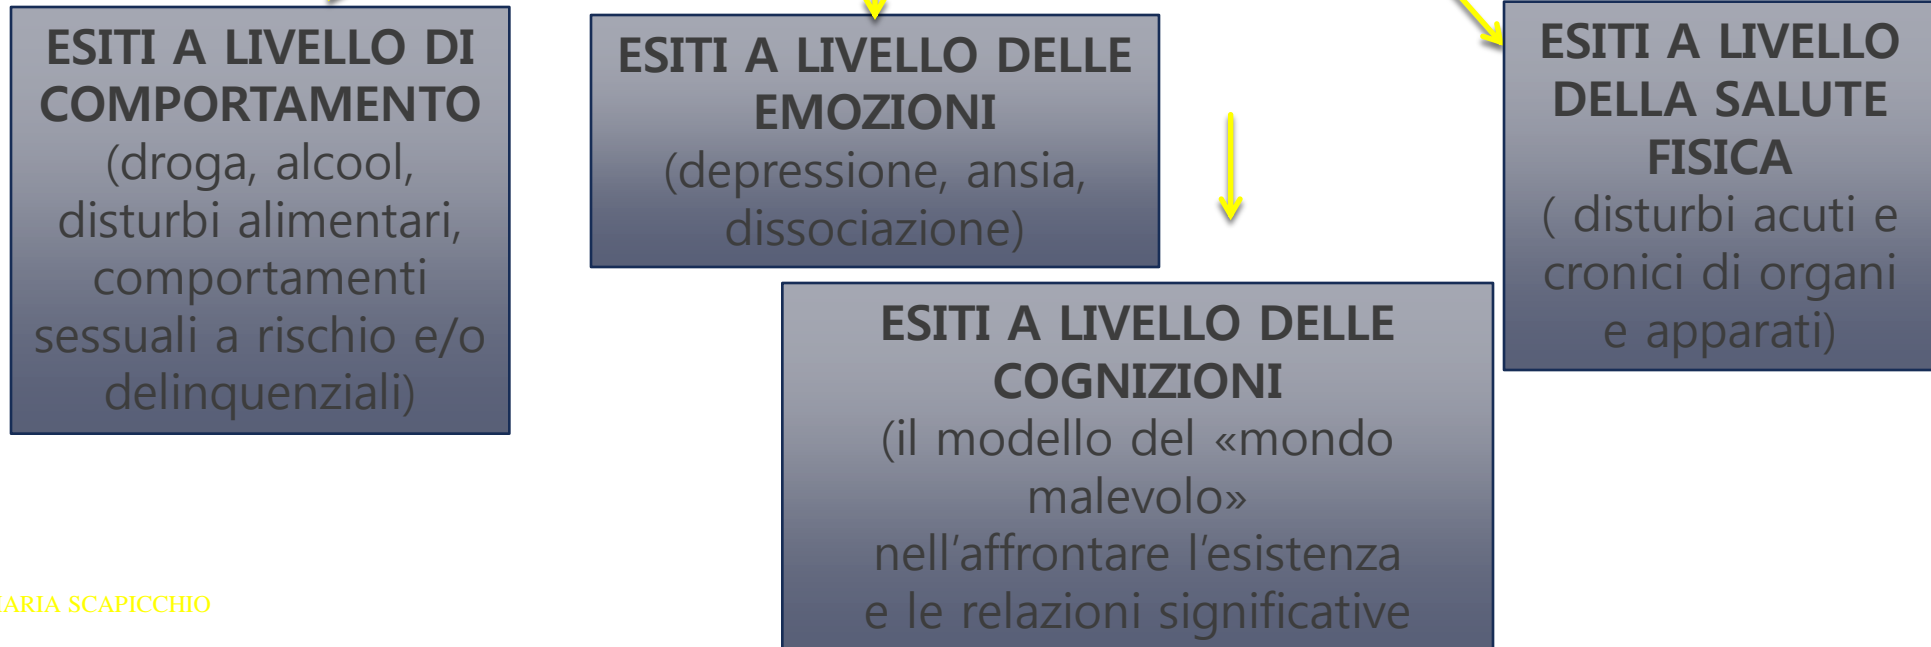 ESITI A LIVELLO DI
COMPORTAMENTO
(droga, alcool,
disturbi alimentari,
comportamenti
sessuali a rischio e/o
delinquenziali)
ESITI A LIVELLO DELLE
EMOZIONI
(depressione, ansia,
dissociazione)
ESITI A LIVELLO
DELLA SALUTE
FISICA
( disturbi acuti e
cronici di organi
e apparati)
ESITI A LIVELLO DELLE
COGNIZIONI
(il modello del «mondo
malevolo»
nell’affrontare l’esistenza
e le relazioni significative
SCAPICCHIO